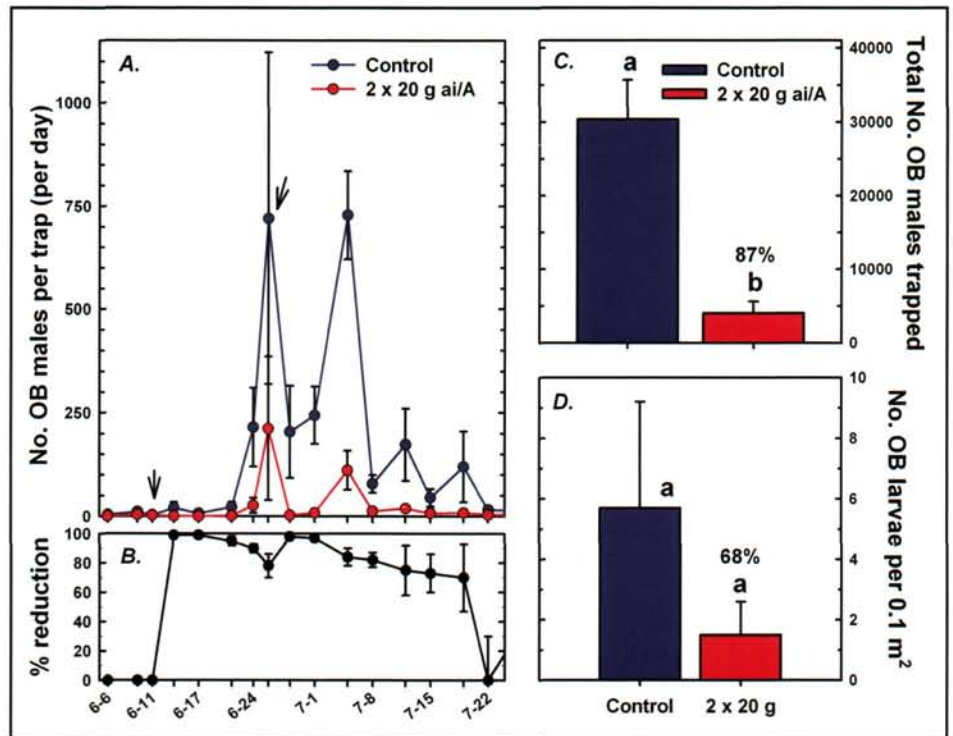 A.
Control
2 x 20 g ai/A
No. OB males per trap (per day)
1000
750
500
250
0
B.
% reduction
100
80
60
40
20
0
6-6
6-11
6-17
6-24
7-1
7-8
7-15
7-22
C.
a
Control
2 x 20 g ai/A
87%
b
40000
30000
20000
10000
0
Total No. OB males trapped
D.
a
68%
a
10
8
6
4
2
0
No. OB larvae per 0.1 m²
Control
2 x 20 g